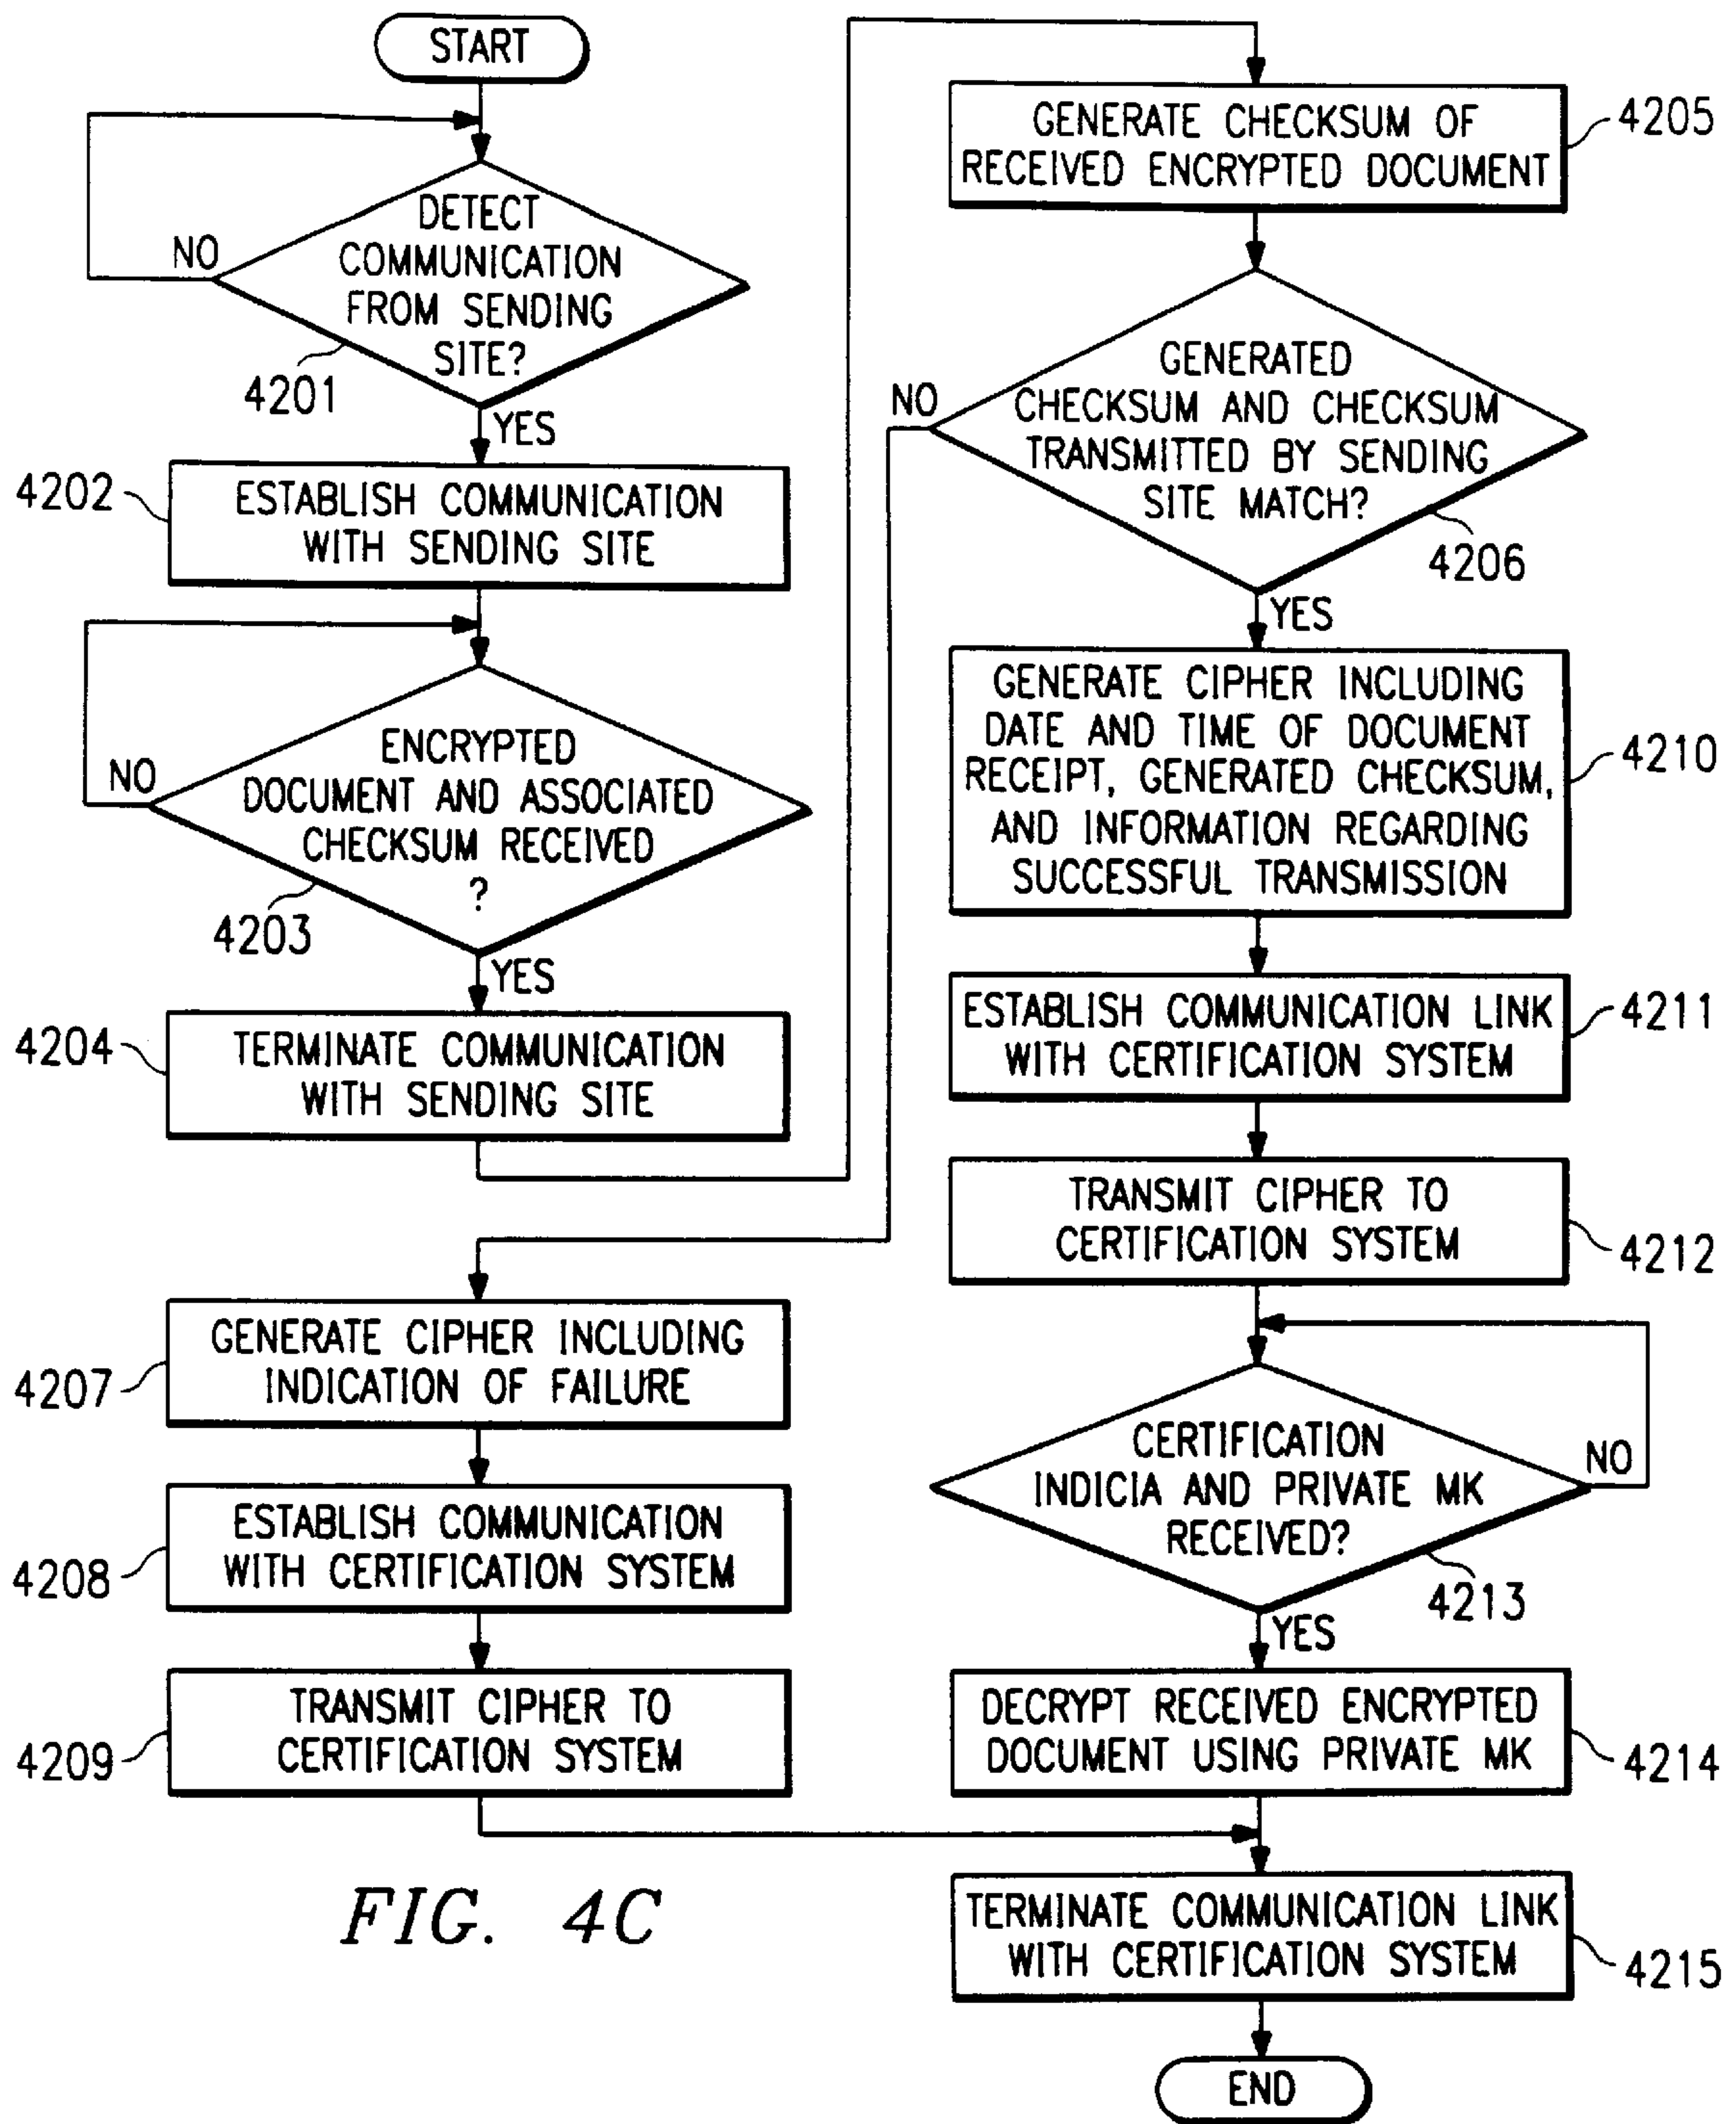 START
DETECT
COMMUNICATION
FROM SENDING
SITE?
NO
4201
YES
4202
ESTABLISH COMMUNICATION
WITH SENDING SITE
ENCRYPTED
DOCUMENT AND ASSOCIATED
CHECKSUM RECEIVED
?
NO
4203
YES
4204
TERMINATE COMMUNICATION
WITH SENDING SITE
GENERATE CHECKSUM OF
RECEIVED ENCRYPTED DOCUMENT
4205
GENERATED
CHECKSUM AND CHECKSUM
TRANSMITTED BY SENDING
SITE MATCH?
NO
4206
YES
4207
GENERATE CIPHER INCLUDING
INDICATION OF FAILURE
4208
ESTABLISH COMMUNICATION
WITH CERTIFICATION SYSTEM
4209
TRANSMIT CIPHER TO
CERTIFICATION SYSTEM
GENERATE CIPHER INCLUDING
DATE AND TIME OF DOCUMENT
RECEIPT, GENERATED CHECKSUM,
AND INFORMATION REGARDING
SUCCESSFUL TRANSMISSION
4210
ESTABLISH COMMUNICATION LINK
WITH CERTIFICATION SYSTEM
4211
TRANSMIT CIPHER TO
CERTIFICATION SYSTEM
4212
CERTIFICATION
INDICIA AND PRIVATE MK
RECEIVED?
NO
4213
YES
DECRYPT RECEIVED ENCRYPTED
DOCUMENT USING PRIVATE MK
4214
TERMINATE COMMUNICATION LINK
WITH CERTIFICATION SYSTEM
4215
END
FIG. 4C